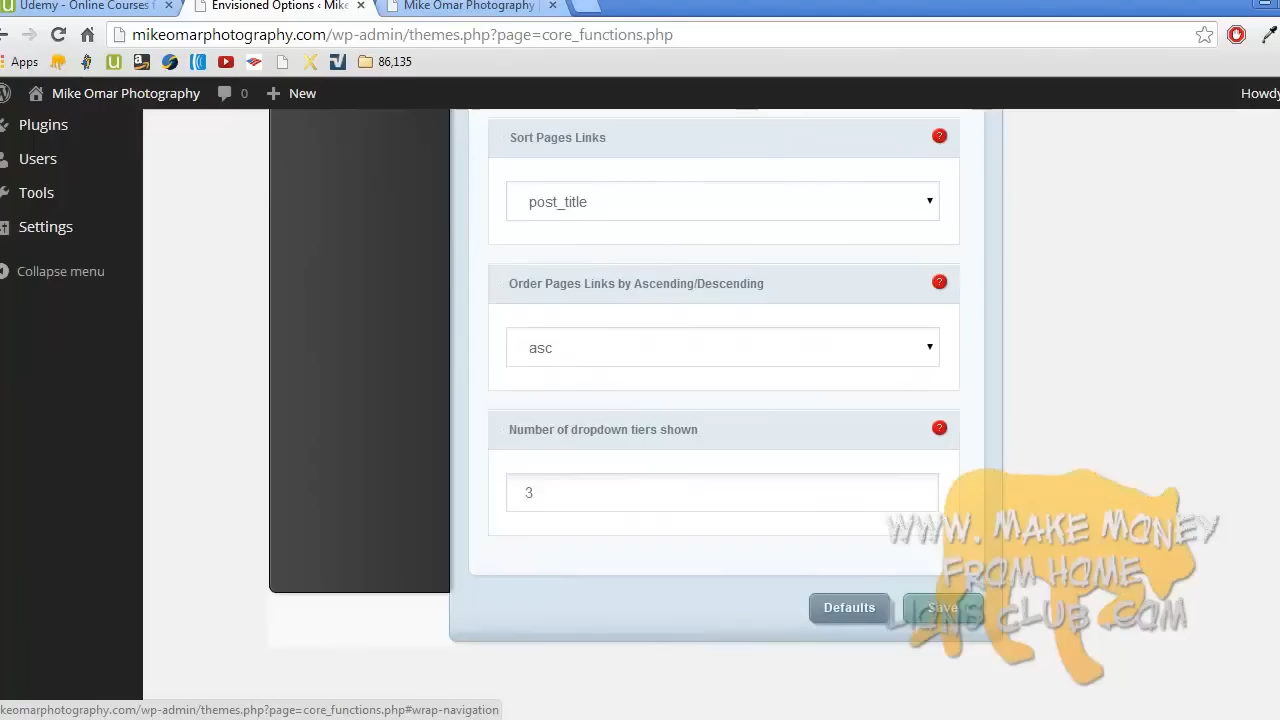 Udemy - Online Courses f
Envisioned Options ‹ Mike
Mike Omar Photography
mikeomarphotography.com/wp-admin/themes.php?page=core_functions.php
Apps
86,135
Mike Omar Photography
0
New
Howdy
Plugins
Users
Tools
Settings
Collapse menu
Sort Pages Links
?
post_title
Order Pages Links by Ascending/Descending
?
asc
Number of dropdown tiers shown
?
3
Defaults
Save
WWW. MAKE MONEY
FROM HOME
LIONS CLUB .COM
keomarphotography.com/wp-admin/themes.php?page=core_functions.php#wrap-navigation